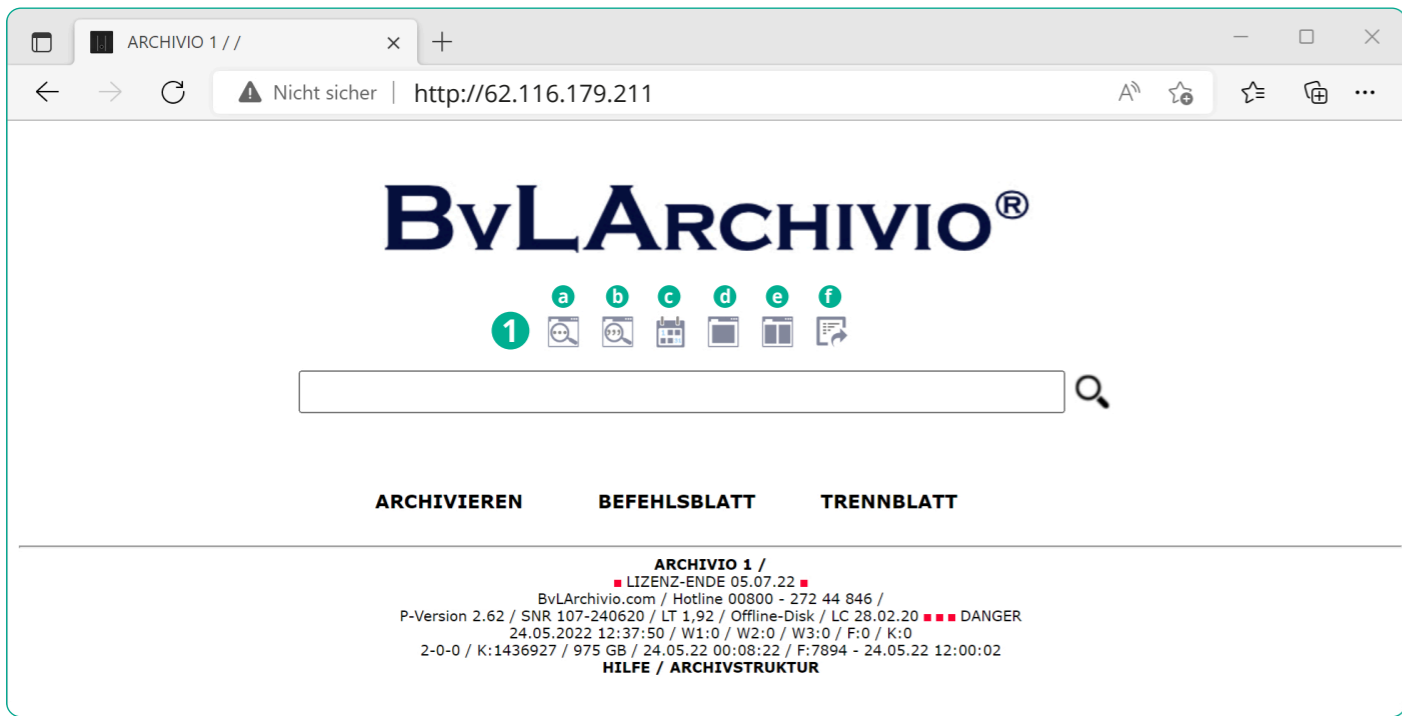 ARCHIVIO 1 / /
Nicht sicher http://62.116.179.211
BVLARCHIVIO®
a b c d e f
1
ARCHIVIEREN BEFEHLSBLATT TRENNBLATT
ARCHIVIO 1 /
■ LIZENZ-ENDE 05.07.22 ■
BvLArchivio.com / Hotline 00800 - 272 44 846 /
P-Version 2.62 / SNR 107-240620 / LT 1,92 / Offline-Disk / LC 28.02.20 ■ ■ ■ DANGER
24.05.2022 12:37:50 / W1:0 / W2:0 / W3:0 / F:0 / K:0
2-0-0 / K:1436927 / 975 GB / 24.05.22 00:08:22 / F:7894 - 24.05.22 12:00:02
HILFE / ARCHIVSTRUKTUR